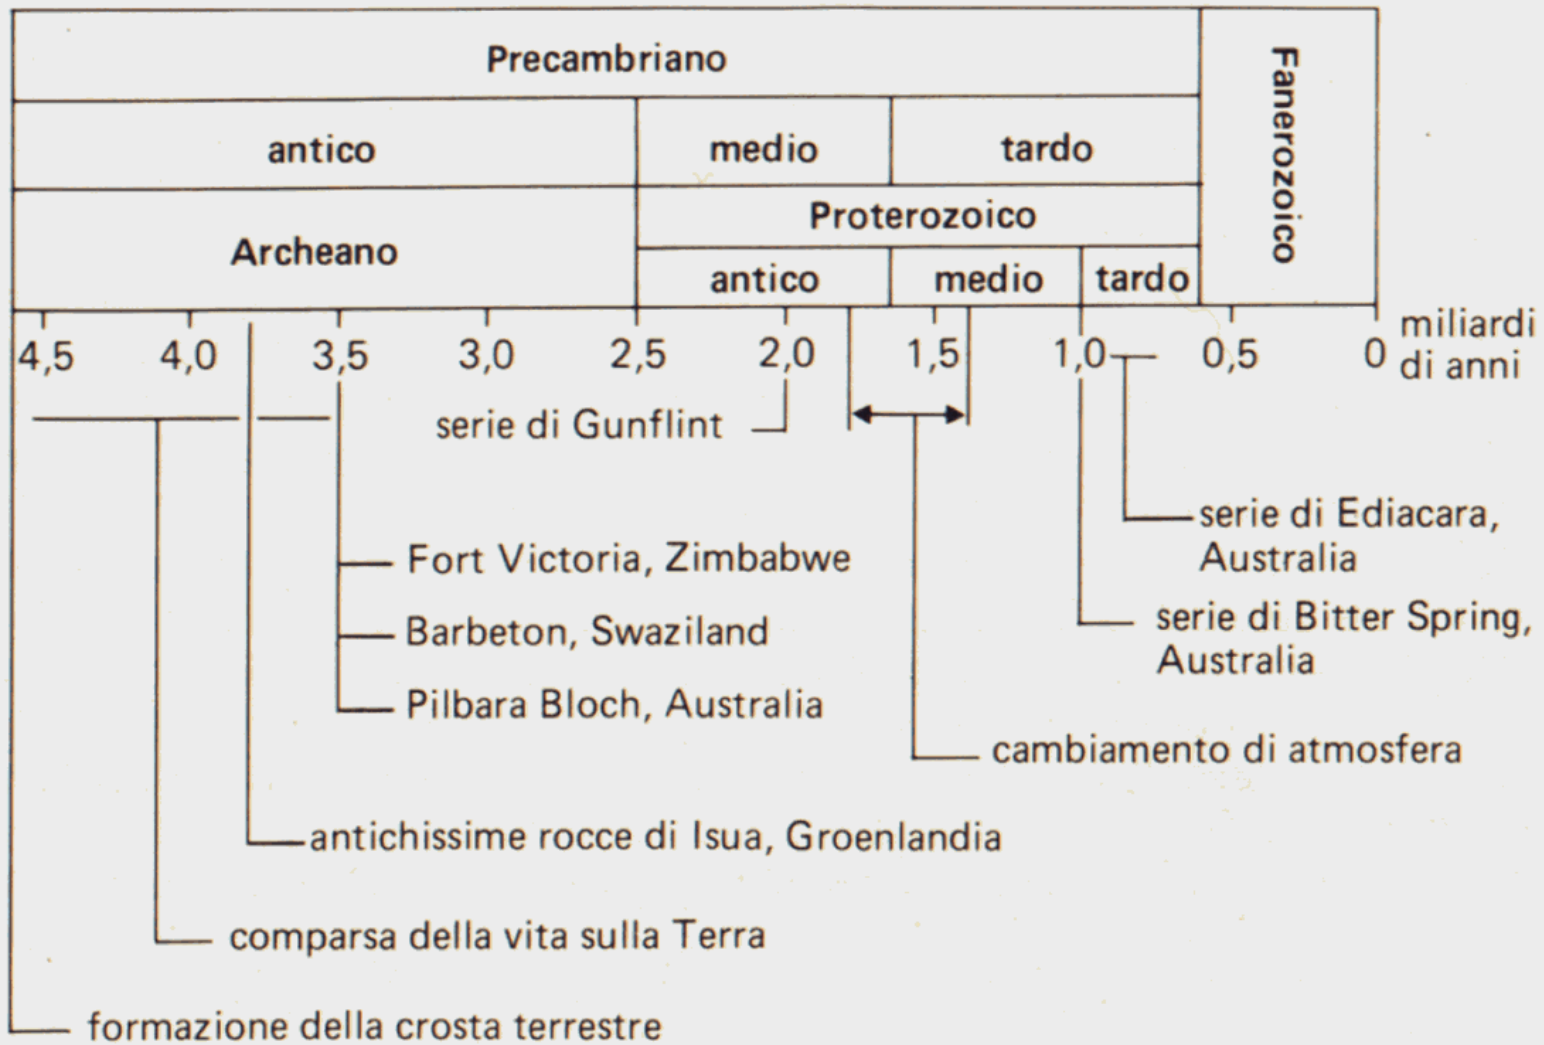 Precambriano
Fanerozoico
antico
medio
tardo
Proterozoico
Archeano
antico
medio
tardo
4,5
4,0
3,5
3,0
2,5
2,0
1,5
1,0
0,5
0
miliardi
di anni
serie di Gunflint
serie di Ediacara,
Australia
Fort Victoria, Zimbabwe
serie di Bitter Spring,
Australia
Barbeton, Swaziland
Pilbara Bloch, Australia
cambiamento di atmosfera
antichissime rocce di Isua, Groenlandia
comparsa della vita sulla Terra
formazione della crosta terrestre